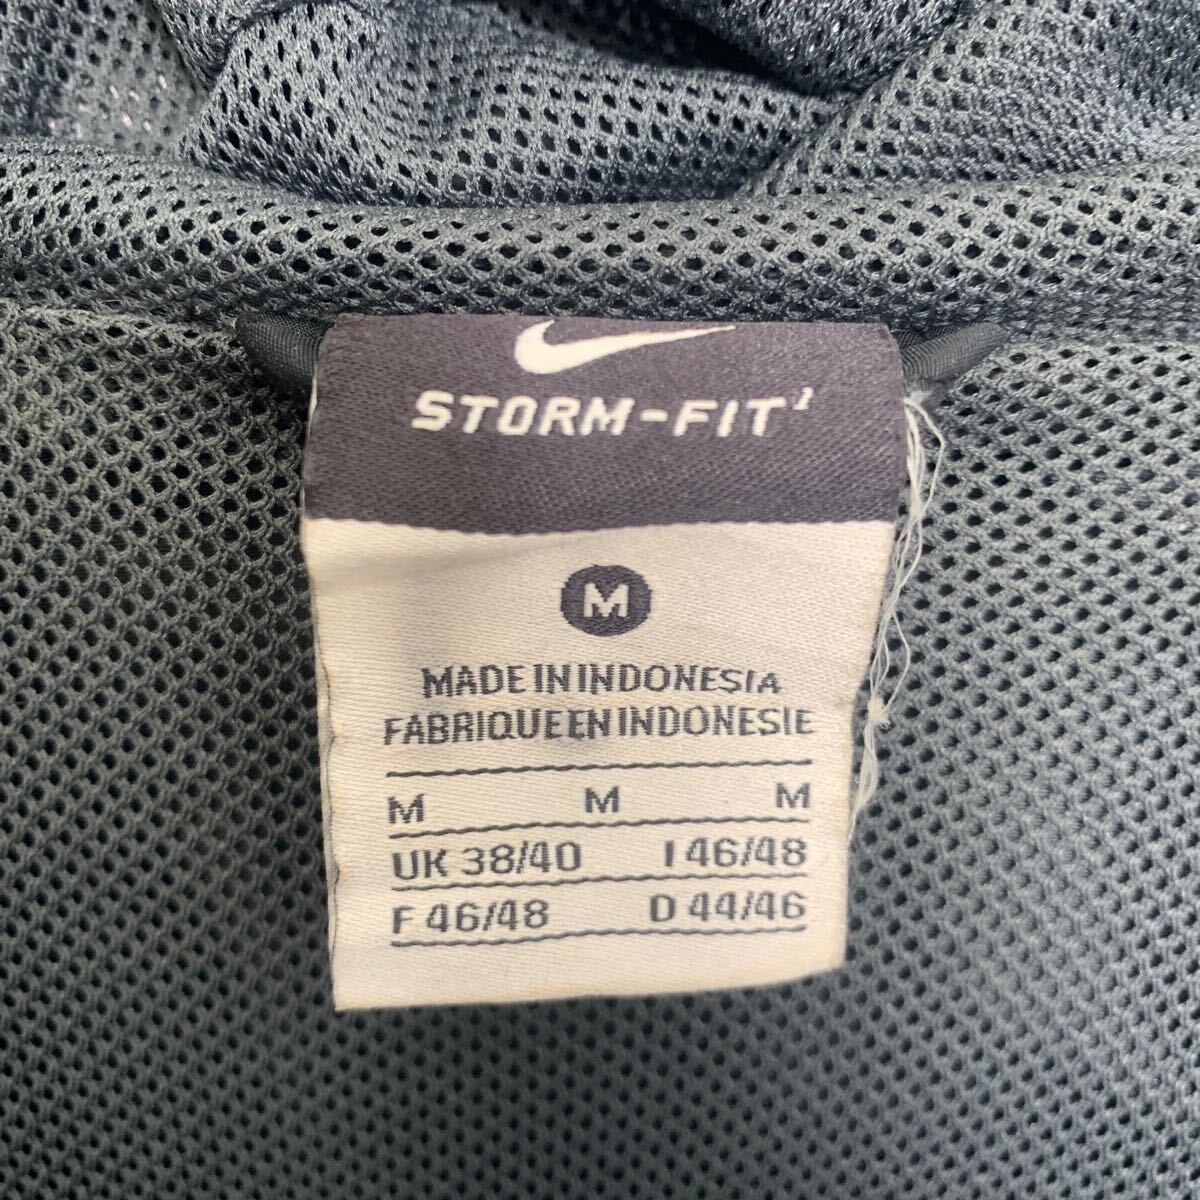 STORM-FIT¹
M
MADE IN INDONESIA
FABRIQUE EN INDONESIE
M M M
UK 38/40 I 46/48
F 46/48 D 44/46